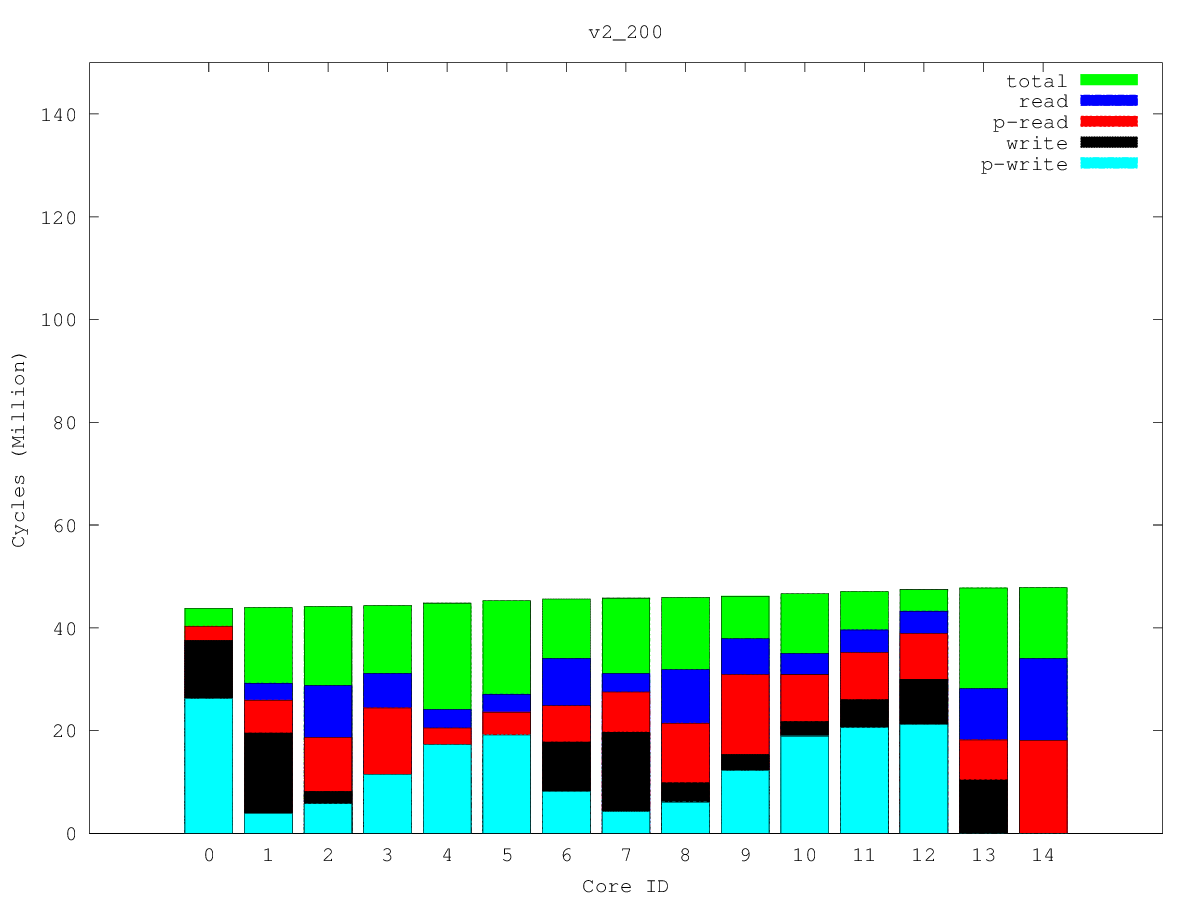 v2_200
total
read
p-read
write
p-write
140
120
100
80
60
40
20
0
Cycles (Million)
0 1 2 3 4 5 6 7 8 9 10 11 12 13 14
Core ID